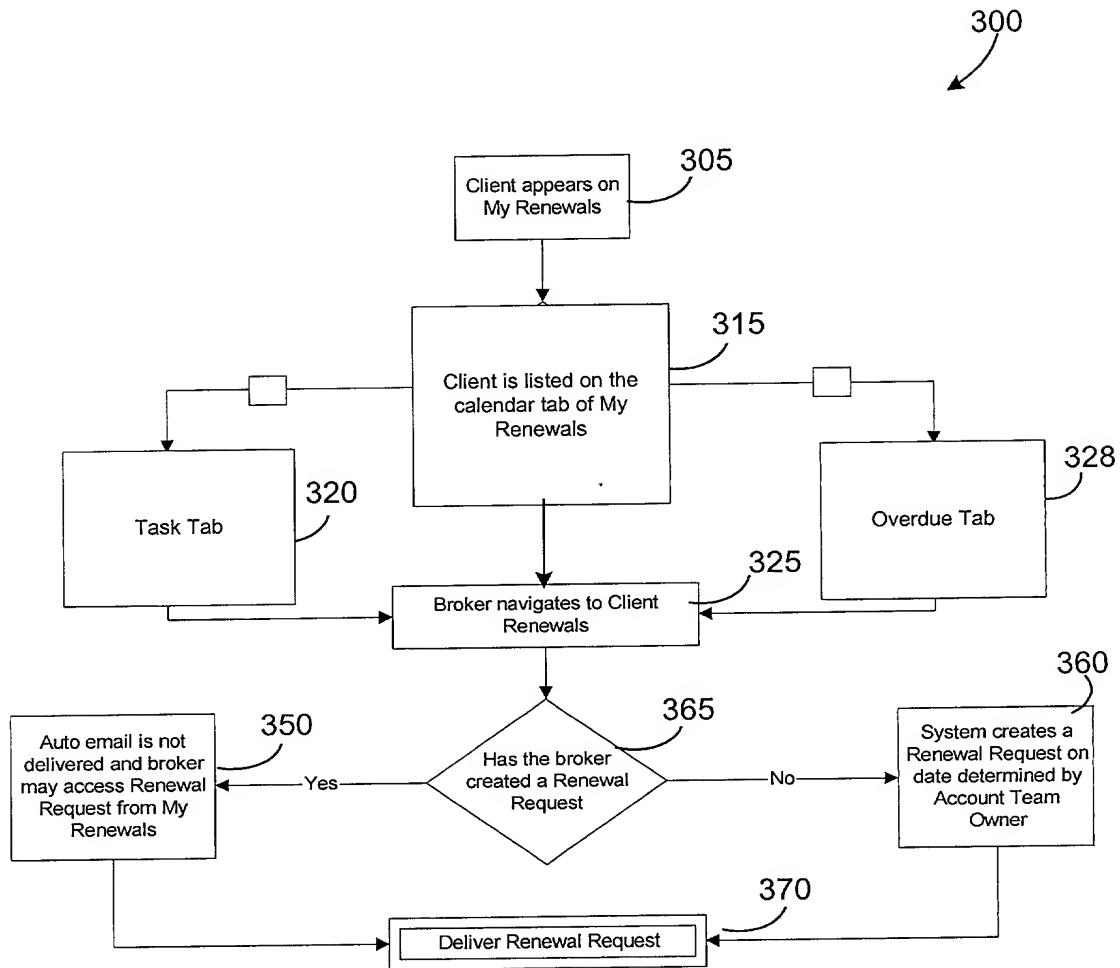 300
Client appears on
My Renewals
305
Client is listed on the
calendar tab of My
Renewals
315
Task Tab
320
Overdue Tab
328
Broker navigates to Client
Renewals
325
Has the broker
created a Renewal
Request
365
Yes
No
Auto email is not
delivered and broker
may access Renewal
Request from My
Renewals
350
System creates a
Renewal Request on
date determined by
Account Team
Owner
360
Deliver Renewal Request
370